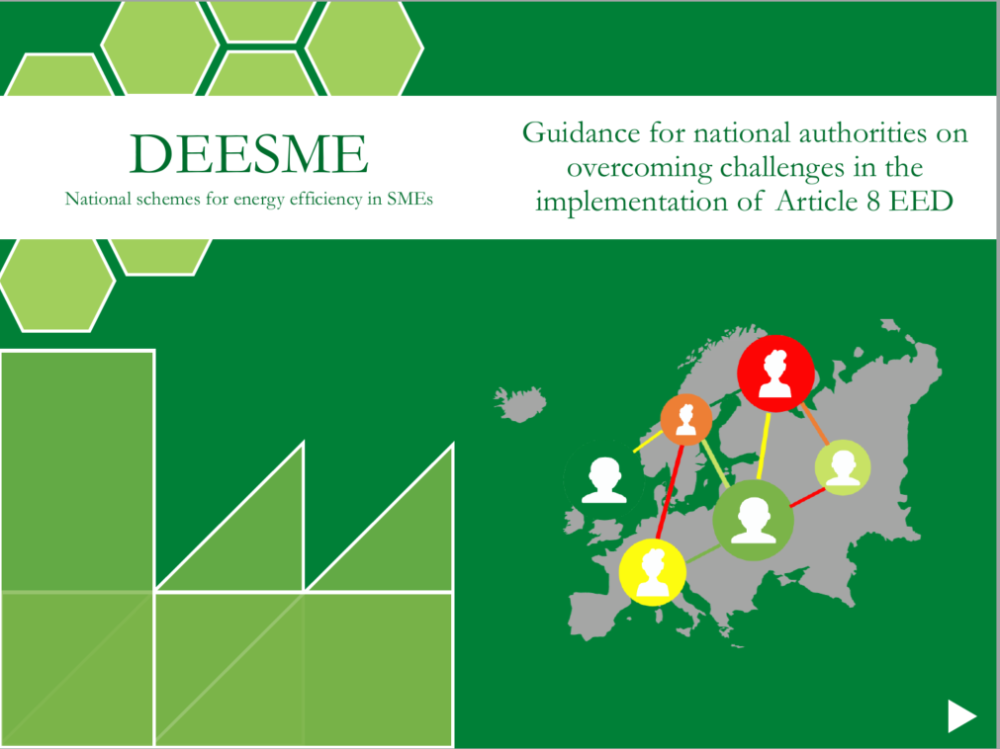 DEESME
National schemes for energy efficiency in SMEs
Guidance for national authorities on
overcoming challenges in the
implementation of Article 8 EED